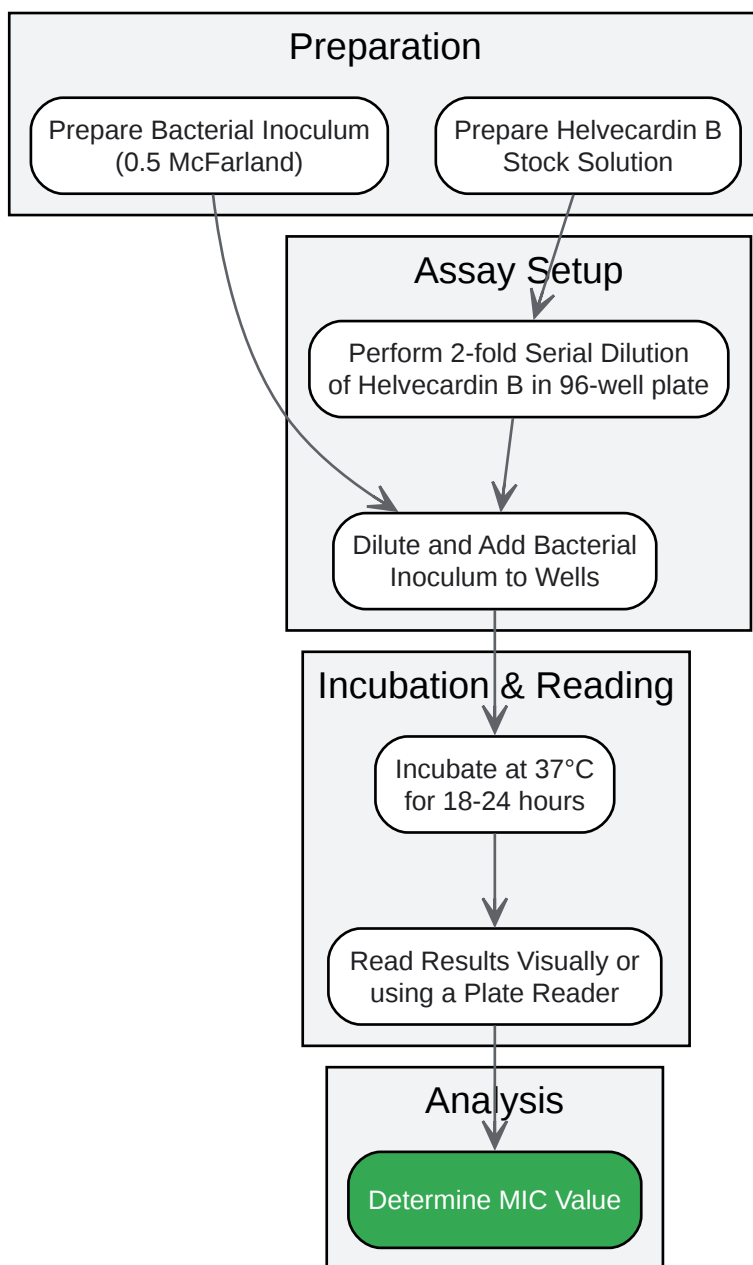 Preparation
Prepare Bacterial Inoculum
(0.5 McFarland)
Prepare Helvecardin B
Stock Solution
Assay Setup
Perform 2-fold Serial Dilution
of Helvecardin B in 96-well plate
Dilute and Add Bacterial
Inoculum to Wells
Incubation & Reading
Incubate at 37°C
for 18-24 hours
Read Results Visually or
using a Plate Reader
Analysis
Determine MIC Value